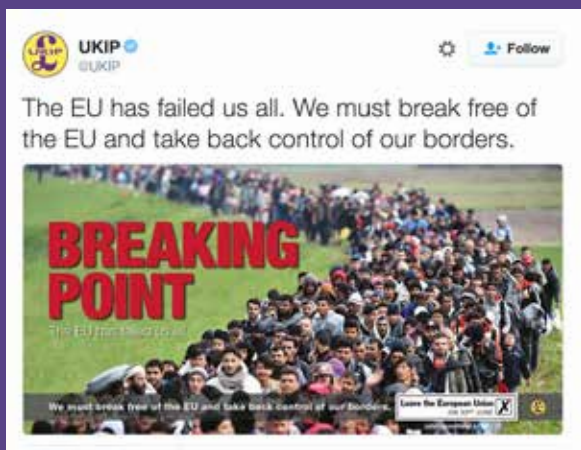 UKIP
@UKIP
Follow
The EU has failed us all. We must break free of
the EU and take back control of our borders.
BREAKING
POINT
The EU has failed us all
We must break free of the EU and take back control of our borders.
Leave the European Union
ON 23RD JUNE